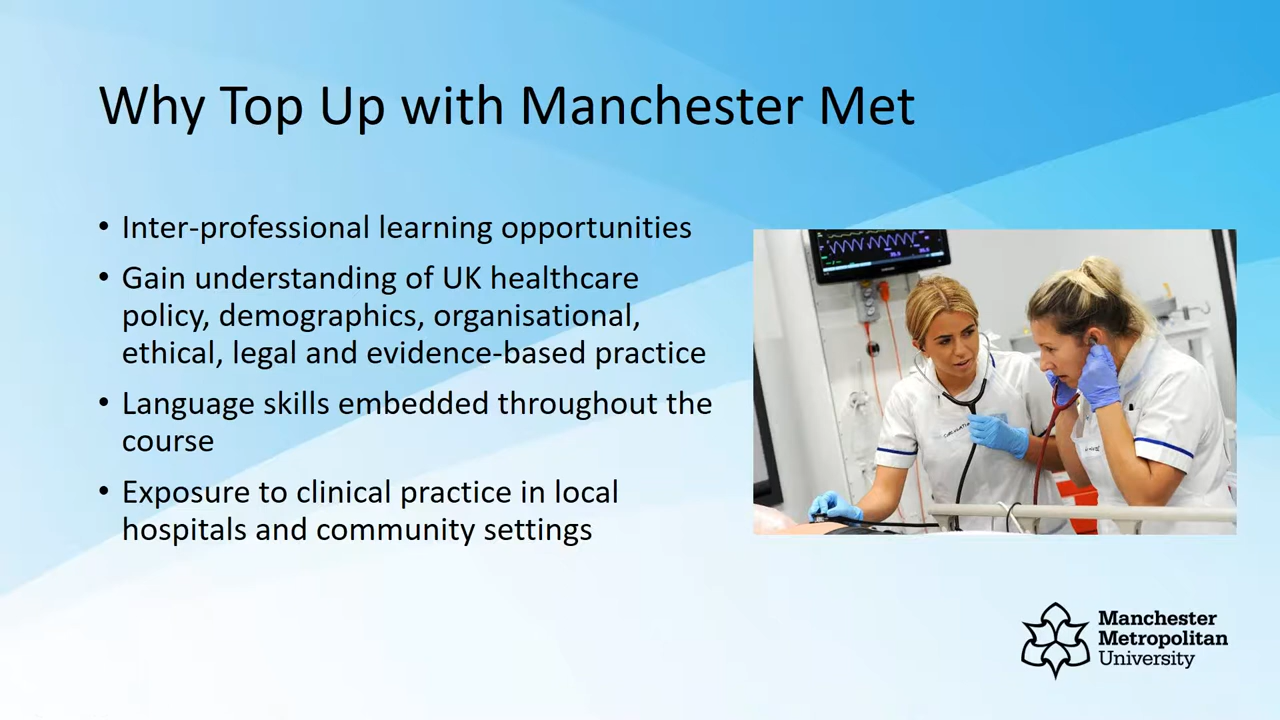 Why Top Up with Manchester Met
• Inter-professional learning opportunities
• Gain understanding of UK healthcare
policy, demographics, organisational,
ethical, legal and evidence-based practice
• Language skills embedded throughout the
course
• Exposure to clinical practice in local
hospitals and community settings
Manchester
Metropolitan
University